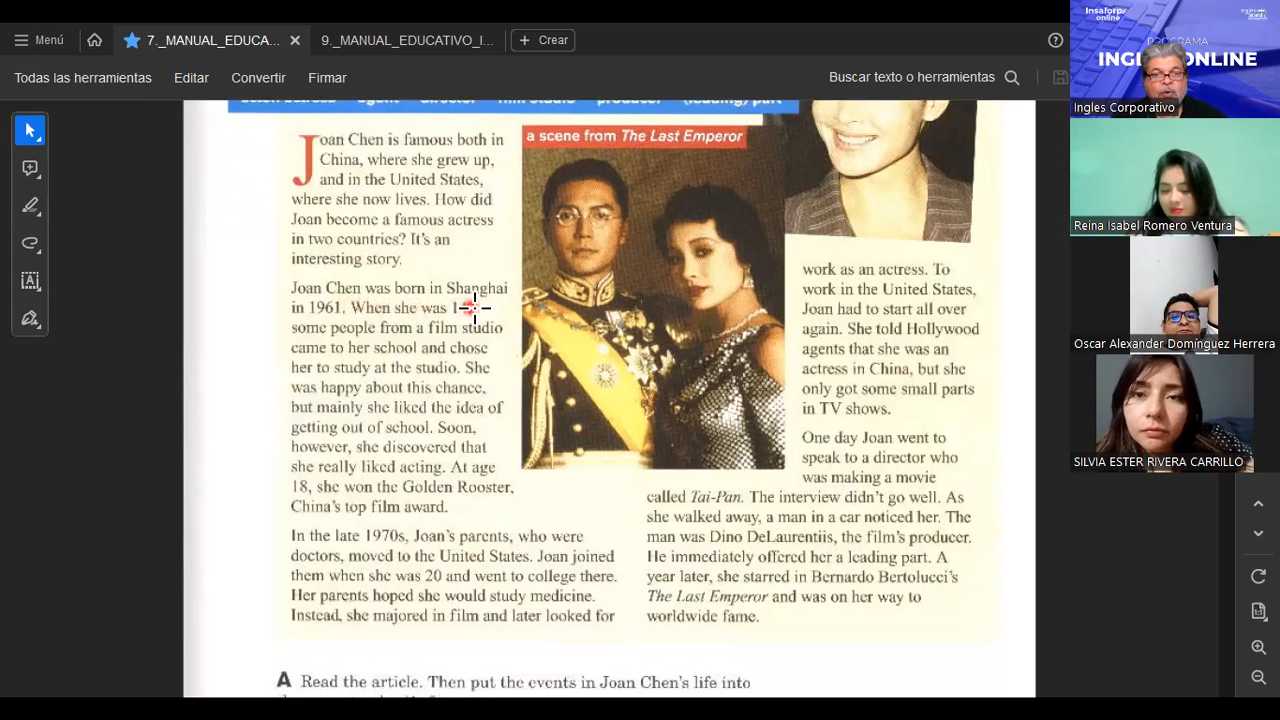 Menú
7._MANUAL_EDUCA...
9._MANUAL_EDUCATIVO_I...
Crear
Todas las herramientas
Editar
Convertir
Firmar
Buscar texto o herramientas
a scene from The Last Emperor
Joan Chen is famous both in
China, where she grew up,
and in the United States,
where she now lives. How did
Joan become a famous actress
in two countries? It's an
interesting story.
Joan Chen was born in Shanghai
in 1961. When she was
some people from a film studio
came to her school and chose
her to study at the studio. She
was happy about this chance,
but mainly she liked the idea of
getting out of school. Soon,
however, she discovered that
she really liked acting. At age
18, she won the Golden Rooster,
China's top film award.
In the late 1970s, Joan's parents, who were
doctors, moved to the United States. Joan joined
them when she was 20 and went to college there.
Her parents hoped she would study medicine.
Instead, she majored in film and later looked for
work as an actress. To
work in the United States,
Joan had to start all over
again. She told Hollywood
agents that she was an
actress in China, but she
only got some small parts
in TV shows.
One day Joan went to
speak to a director who
was making a movie
called Tai-Pan. The interview didn't go well. As
she walked away, a man in a car noticed her. The
man was Dino DeLaurentiis, the film's producer.
He immediately offered her a leading part. A
year later, she starred in Bernardo Bertolucci's
The Last Emperor and was on her way to
worldwide fame.
A Read the article. Then put the events in Joan Chen's life into
Insaforp
online
PROGRAMA
INGL ONLINE
Ingles Corporativo
Reina Isabel Romero Ventura
Oscar Alexander Domínguez Herrera
SILVIA ESTER RIVERA CARRILLO